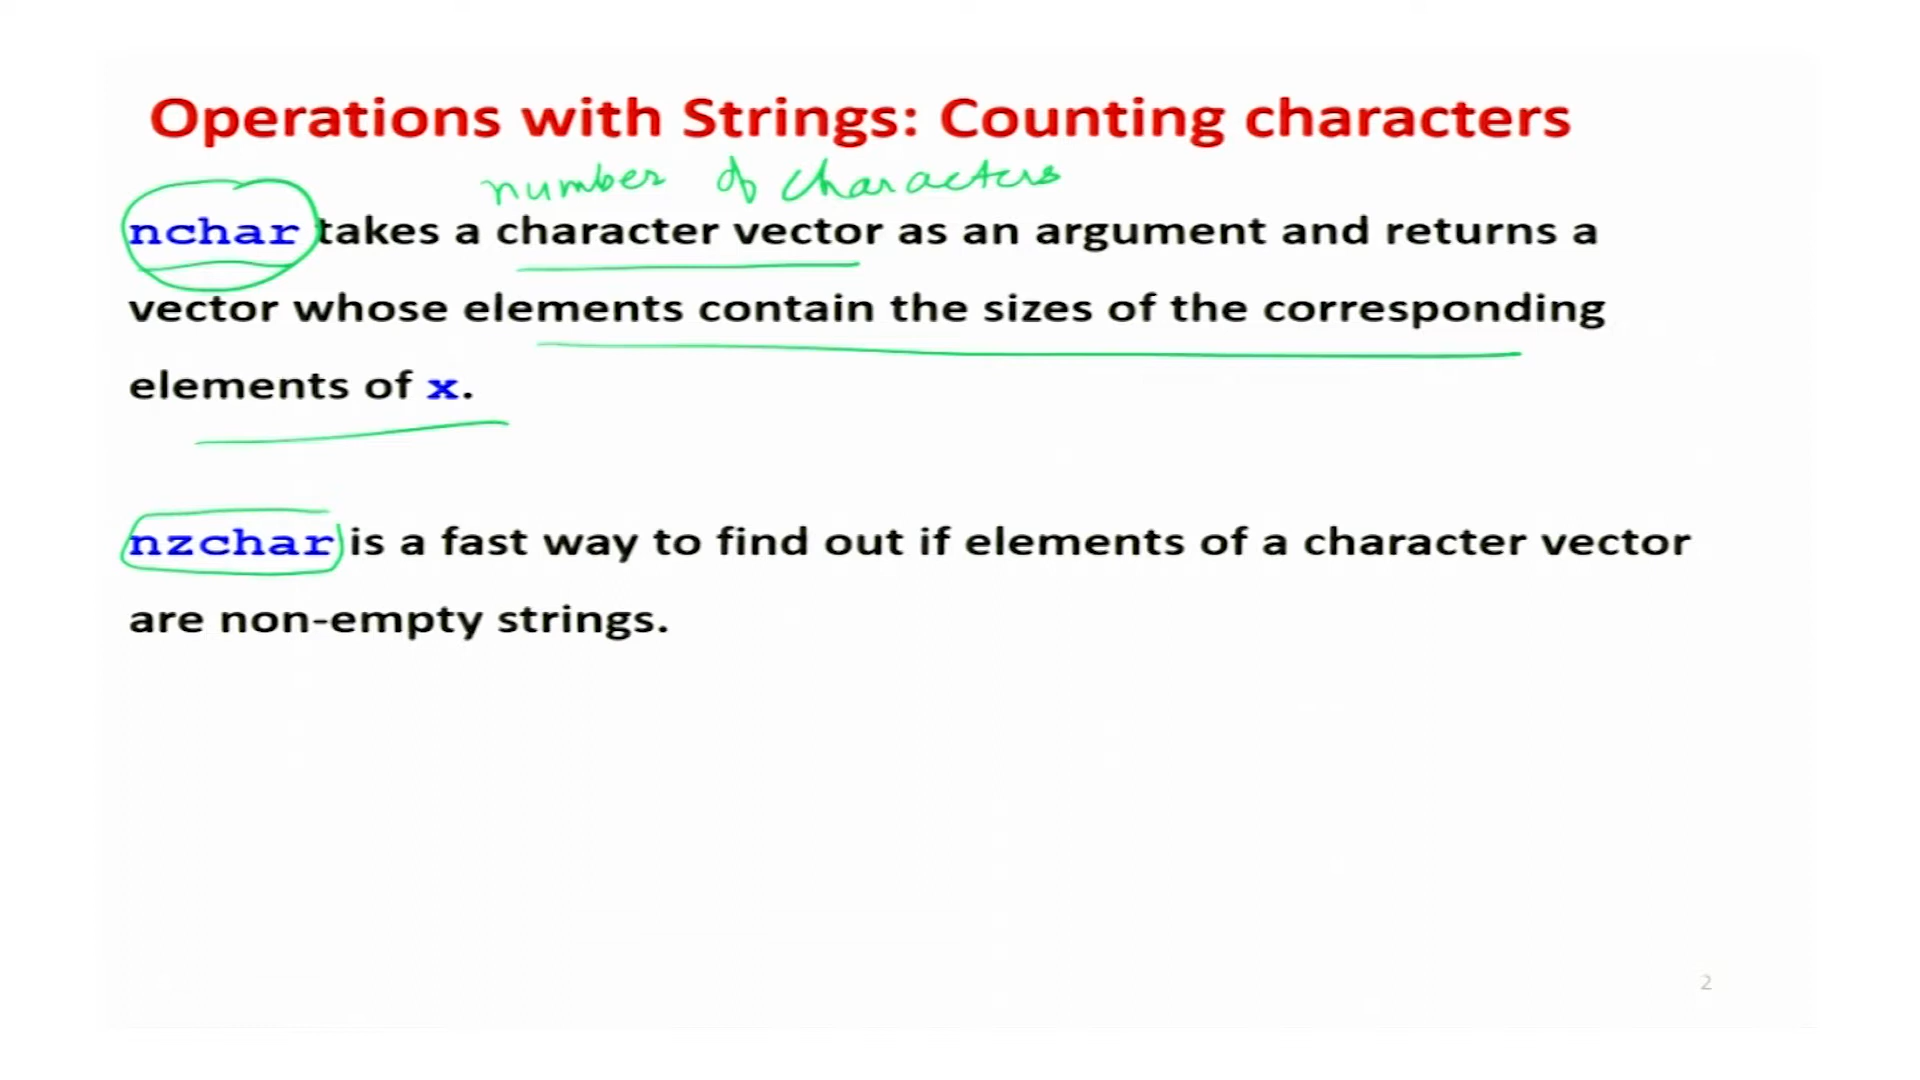 Operations with Strings: Counting characters
number of characters
nchar takes a character vector as an argument and returns a
vector whose elements contain the sizes of the corresponding
elements of x.
nzchar is a fast way to find out if elements of a character vector
are non-empty strings.
2